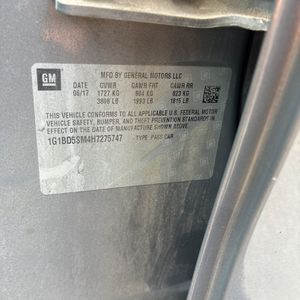 GM
MFD BY GENERAL MOTORS LLC
DATE GVWR GAWR FRT GAWR RR
06/17 1727 KG 904 KG 823 KG
3808 LB 1993 LB 1815 LB
THIS VEHICLE CONFORMS TO ALL APPLICABLE U.S. FEDERAL MOTOR
VEHICLE SAFETY, BUMPER, AND THEFT PREVENTION STANDARDS IN
EFFECT ON THE DATE OF MANUFACTURE SHOWN ABOVE.
1G1BD5SM4H7275747 TYPE: PASS CAR